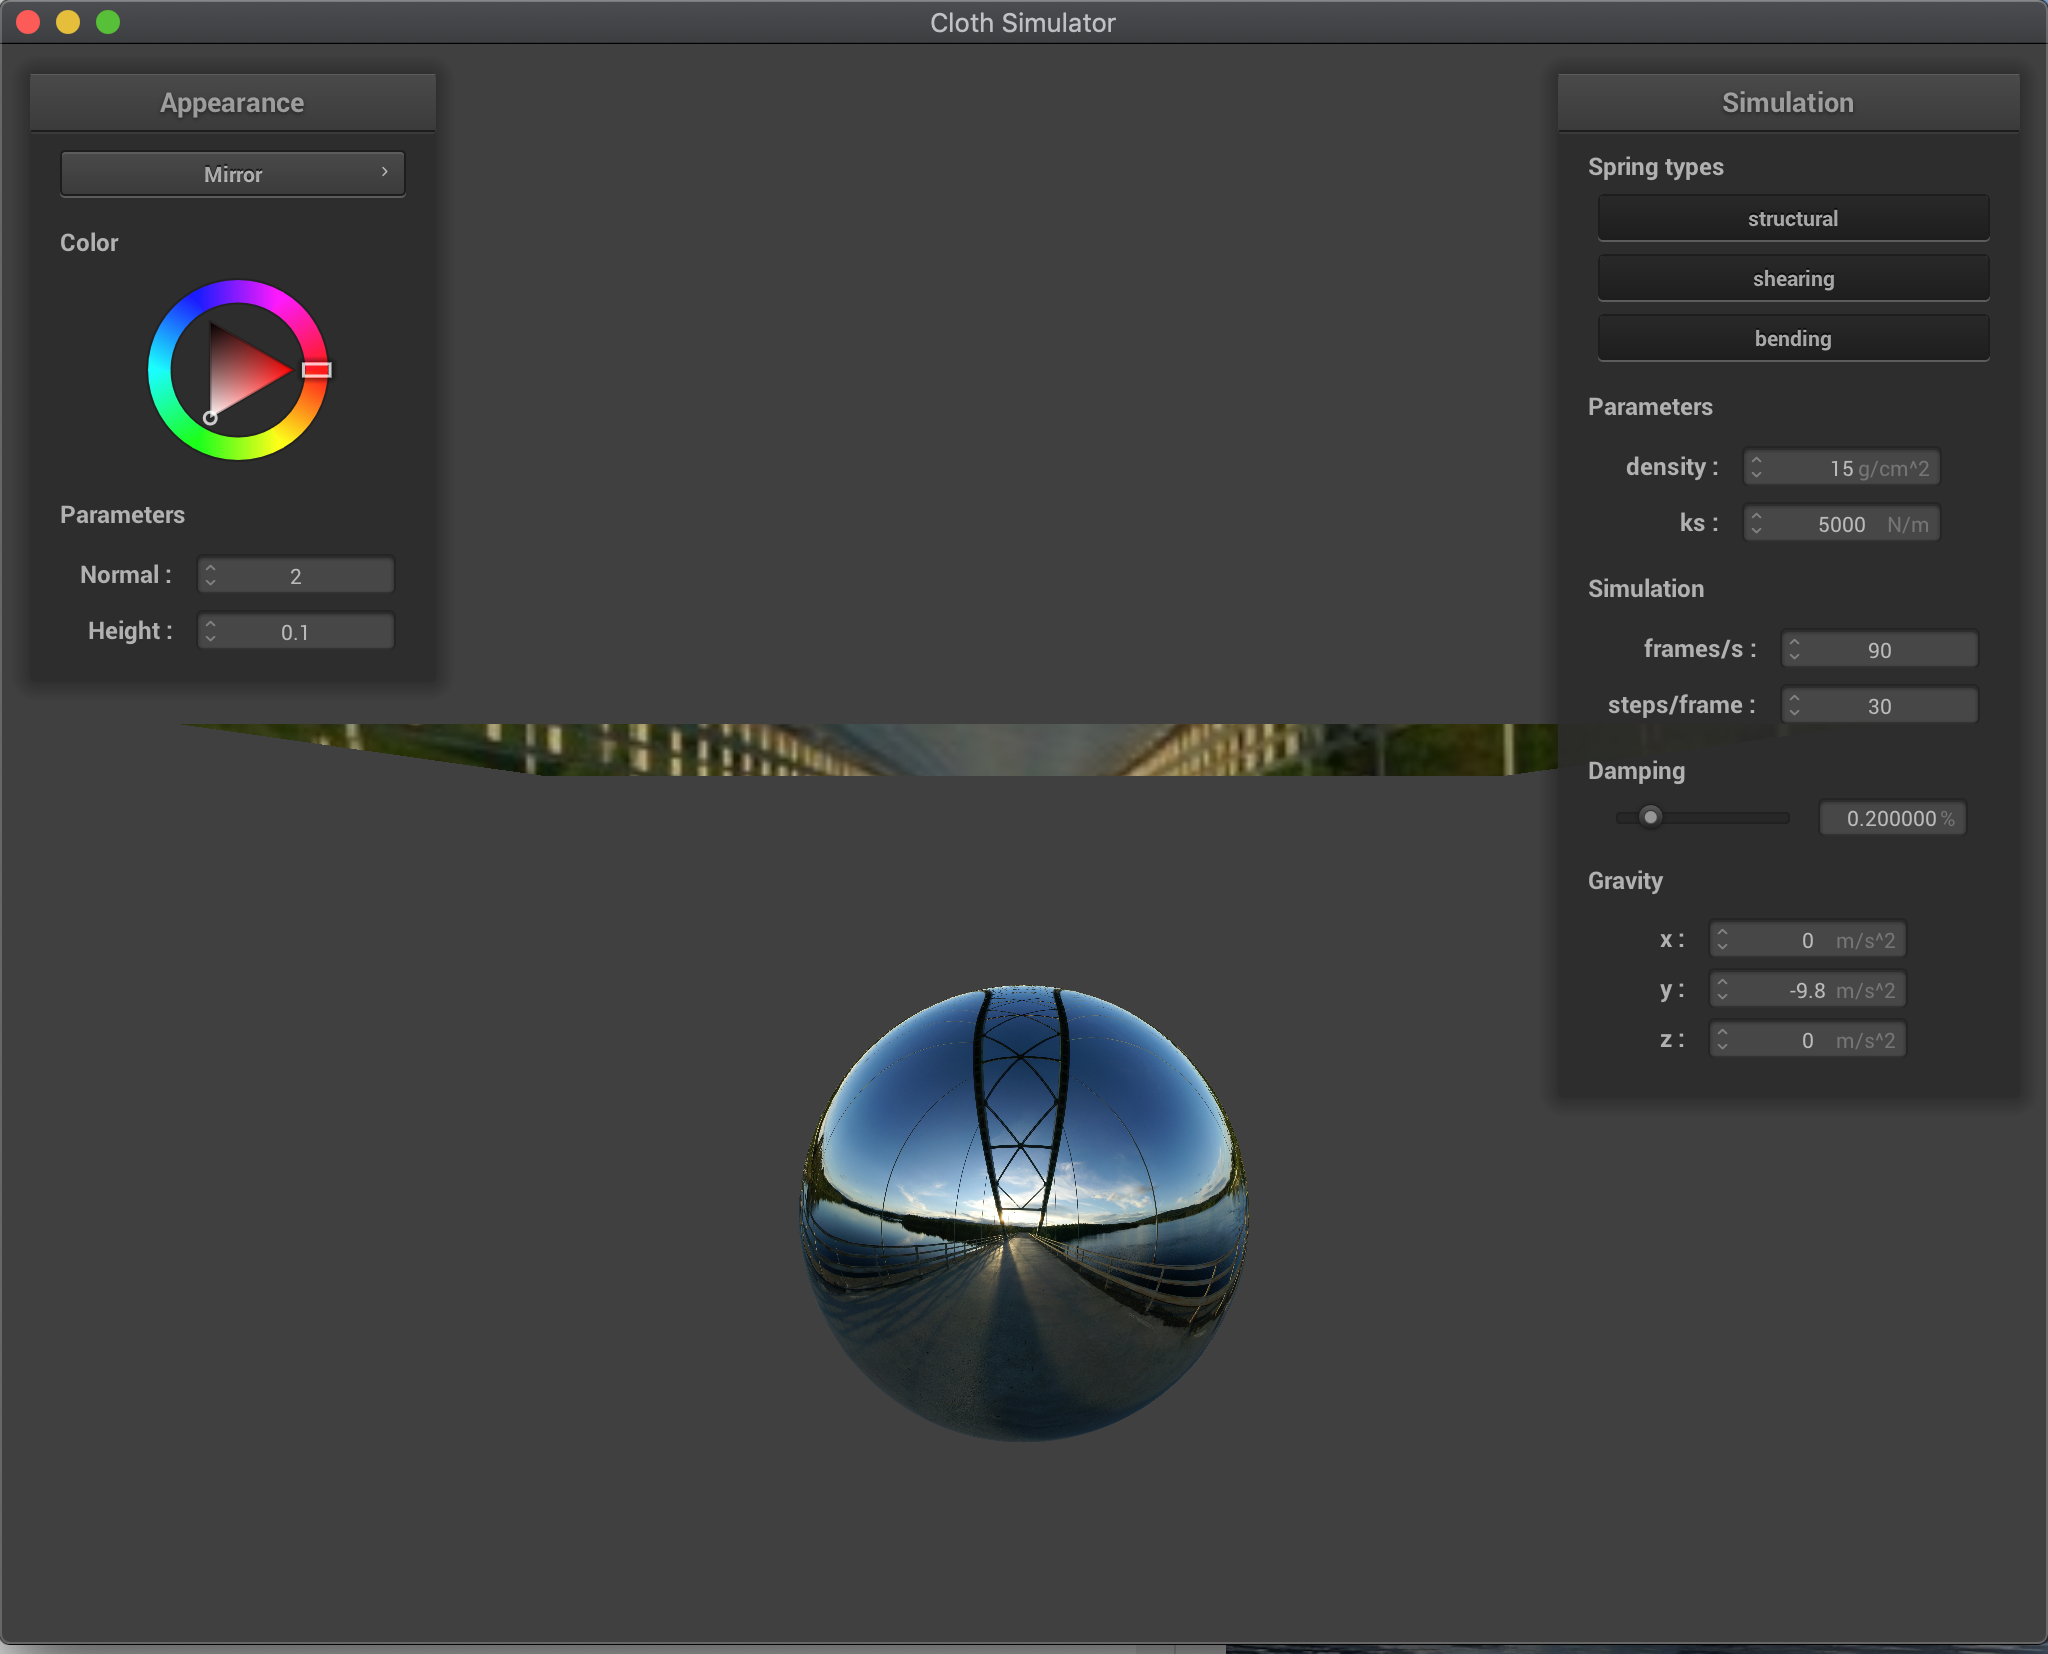 Cloth Simulator
Appearance
Mirror
Color
Parameters
Normal : 2
Height : 0.1
Simulation
Spring types
structural
shearing
bending
Parameters
density : 15 g/cm^2
ks : 5000 N/m
Simulation
frames/s : 90
steps/frame : 30
Damping
0.200000 %
Gravity
x : 0 m/s^2
y : -9.8 m/s^2
z : 0 m/s^2